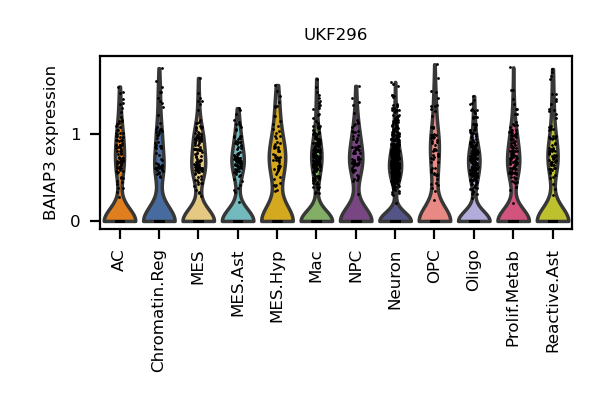 UKF296
BAIAP3 expression
1
0
AC
Chromatin.Reg
MES
MES.Ast
MES.Hyp
Mac
NPC
Neuron
OPC
Oligo
Prolif.Metab
Reactive.Ast